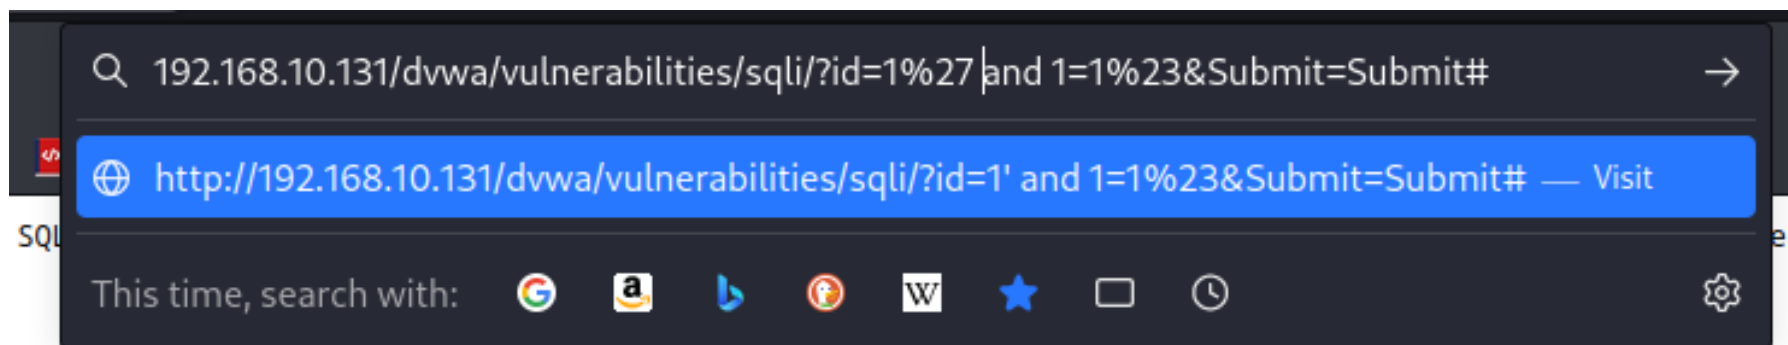 192.168.10.131/dvwa/vulnerabilities/sqli/?id=1%27 and 1=1%23&Submit=Submit#
</>
http://192.168.10.131/dvwa/vulnerabilities/sqli/?id=1' and 1=1%23&Submit=Submit# — Visit
SQL
e
This time, search with:
a
b
W